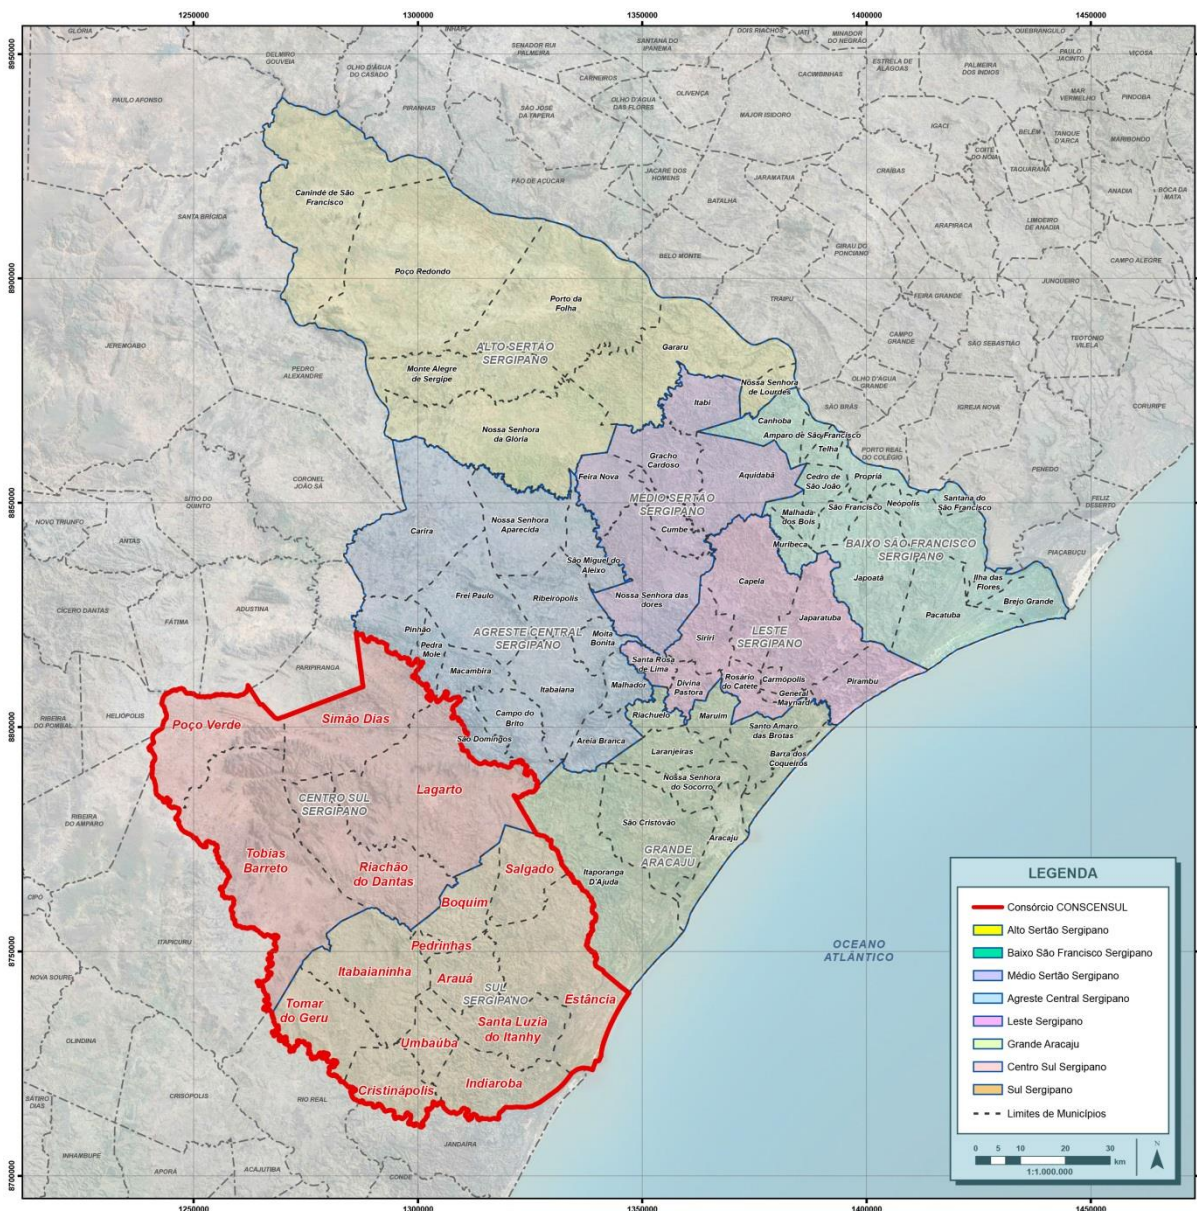 1250000
1300000
1350000
1400000
1450000
8950000
8900000
8850000
8800000
8750000
8700000
GLÓRIA
DELMIRO
GOUVEIA
OLHO D'ÁGUA
DO CASADO
INHAPI
PIRANHAS
SENADOR RUI
PALMEIRA
SANTANA DO
IPANEMA
DOIS RIACHOS
JATI
MINADOR
DO NEGRÃO
ESTRELA DE
ALAGOAS
QUEBRANGULO
PAULO
JACINTO
VIÇOSA
PALMEIRA
DOS INDIOS
CACIMBINHAS
CARNEIROS
OLIVENÇA
OLHO D'ÁGUA
DAS FLORES
SÃO JOSÉ
DA TAPERA
MAJOR ISIDORO
MAR
VERMELHO
PINDOBA
IGACI
BELÉM
TANQUE
D'ARCA
MARIBONDO
COITÉ
DO NOIA
TAQUARANA
PAULO AFONSO
SANTA BRÍGIDA
PÃO DE AÇUCAR
JACARÉ DOS
HOMENS
JARAMATAIA
CRAÍBAS
BATALHA
ANADIA
BOCA DA
MATA
LIMOEIRO
DE ANADIA
ARAPIRACA
GIRAU DO
PONCIANO
BELO MONTE
CAMPO ALEGRE
JUNQUEIRO
TRAIPU
FEIRA GRANDE
CAMPO
GRANDE
SÃO SEBASTIÃO
TEOTÔNIO
VILELA
OLHO D'ÁGUA
GRANDE
SÃO BRÁS
IGREJA NOVA
CORURIPE
PORTO REAL
DO COLÉGIO
PENEDO
FELIZ
DESERTO
PIAÇABUÇU
JEREMOABO
PEDRO
ALEXANDRE
CORONEL
JOÃO SÁ
SÍTIO DO
QUINTO
NOVO TRIUNFO
ANTAS
CÍCERO DANTAS
ADUSTINA
FÁTIMA
PARIPIRANGA
HELIÓPOLIS
RIBEIRA
DO POMBAL
RIBEIRA
DO AMPARO
CIPÓ
ITAPICURU
NOVA SOURE
OLINDINA
SÁTIRO
DIAS
CRISÓPOLIS
RIO REAL
JANDAÍRA
INHAMBUPE
APORÁ
ACAJUTIBA
CONDE
Canindé de São
Francisco
Poço Redondo
Porto da
Folha
ALTO SERTÃO
SERGIPANO
Gararu
Monte Alegre
de Sergipe
Nossa Senhora
de Lourdes
Nossa Senhora
da Glória
Itabi
Canhoba
Amparo de São Francisco
Telha
Gracho
Cardoso
Feira Nova
Aquidabã
Cedro de
São João
Propriá
MÉDIO SERTÃO
SERGIPANO
Malhada
dos Bois
São Francisco
Neópolis
Santana do
São Francisco
Cumbe
Muribeca
BAIXO SÃO FRANCISCO
SERGIPANO
Carira
Nossa Senhora
Aparecida
São Miguel do
Aleixo
Capela
Japoatã
Ilha das
Flores
Brejo Grande
Frei Paulo
Ribeirópolis
Nossa Senhora das
dores
Japaratuba
Pacatuba
Pinhão
Pedra
Mole
AGRESTE CENTRAL
SERGIPANO
Moita
Bonita
Siriri
LESTE
SERGIPANO
Macambira
Santa Rosa
de Lima
Itabaiana
Malhador
Divina
Pastora
Rosário
do Catete
Carmópolis
General
Maynard
Pirambu
Campo do
Brito
São Domingos
Areia Branca
Riachuelo
Maruim
Santo Amaro
das Brotas
Laranjeiras
Barra dos
Coqueiros
Nossa Senhora
do Socorro
São Cristóvão
Aracaju
GRANDE
ARACAJU
Itaporanga
D'Ajuda
Poço Verde
Simão Dias
CENTRO SUL
SERGIPANO
Lagarto
Tobias
Barreto
Riachão
do Dantas
Salgado
Boquim
Pedrinhas
Itabaianinha
Arauá
SUL
SERGIPANO
Estância
Tomar
do Geru
Santa Luzia
do Itanhy
Umbaúba
Cristinápolis
Indiaroba
OCEANO
ATLÂNTICO
LEGENDA
Consórcio CONSCENSUL
Alto Sertão Sergipano
Baixo São Francisco Sergipano
Médio Sertão Sergipano
Agreste Central Sergipano
Leste Sergipano
Grande Aracaju
Centro Sul Sergipano
Sul Sergipano
Limites de Municípios
0 5 10 20 30
km
1:1.000.000
N
1250000
1300000
1350000
1400000
1450000